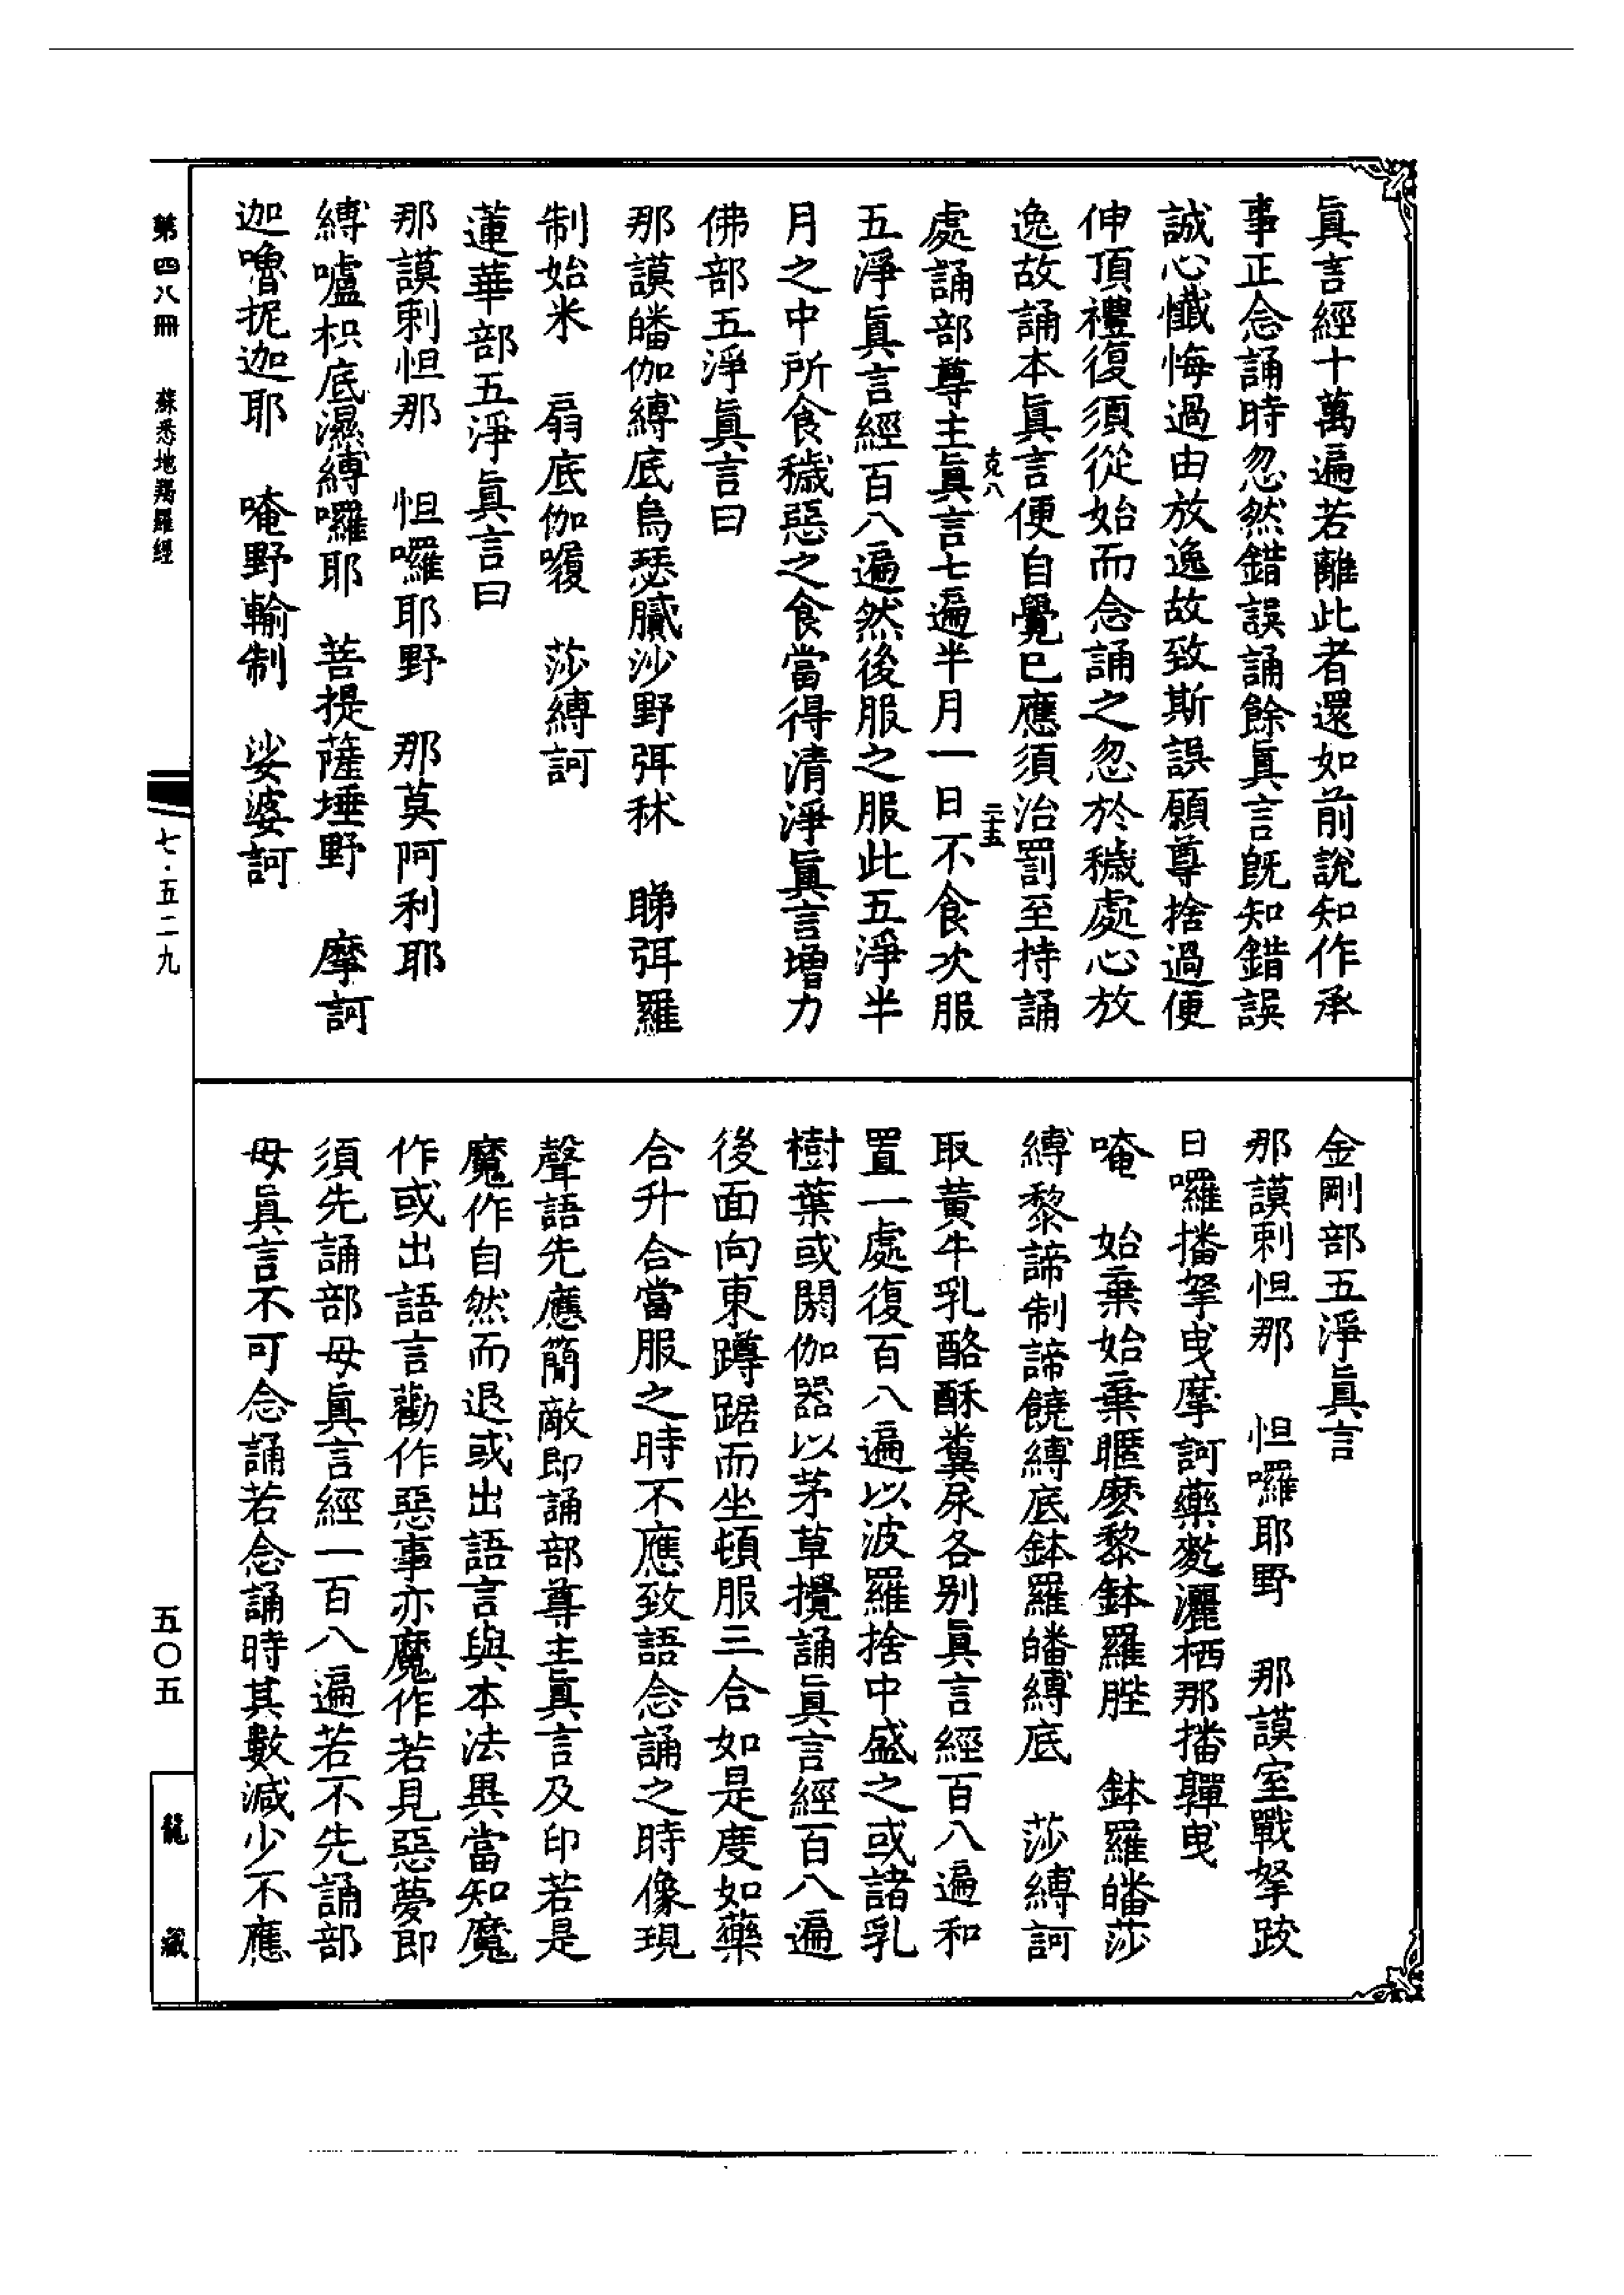 眞言經十萬遍若離此者還如前說知作承
事正念誦時忽然錯誤誦餘眞言旣知錯誤
誠心懺悔過由放逸故致斯誤願尊捨過便
伸頂禮復須從始而念誦之忽於穢處心放
逸故誦本眞言便自覺已應須治罰至持誦
克八
二十五
處誦部尊主眞言七遍半月一日不食次服
五淨眞言經百八遍然後服之服此五淨半
月之中所食穢惡之食當得清淨眞言增力
佛部五淨眞言曰
那謨皤伽縛底烏瑟膩沙野弭秫 睇弭羅
制始米 扇底伽嚩 莎縛訶
蓮華部五淨眞言曰
那謨剌怛那 怛囉耶野 那莫阿利耶
縛嚧枳底濕縛囉耶 菩提薩埵野 摩訶
迦嚕抳迦耶 唵野輸制 娑婆訶
金剛部五淨眞言
那謨剌怛那 怛囉耶野 那謨室戰拏跛
日囉播拏曳摩訶藥乾灑栖那播䫂曳
唵 始棄始棄暱麽黎鉢羅陛 鉢羅皤莎
縛黎諦制諦饒縛底鉢羅皤縛底 莎縛訶
取黃牛乳酪酥糞尿各別眞言經百八遍和
置一處復百八遍以波羅捨中盛之或諸乳
樹葉或閼伽器以茅草攪誦眞言經百八遍
後面向東蹲踞而坐頓服三合如是度如藥
合升合當服之時不應致語念誦之時像現
聲語先應簡敵即誦部尊主眞言及印若是
魔作自然而退或出語言與本法異當知魔
作或出語言勸作惡事亦魔作若見惡夢即
須先誦部母眞言經一百八遍若不先誦部
母眞言不可念誦若念誦時其數減少不應
第四八冊 蘇悉地羯羅經
七·五二九
五〇五
龍藏